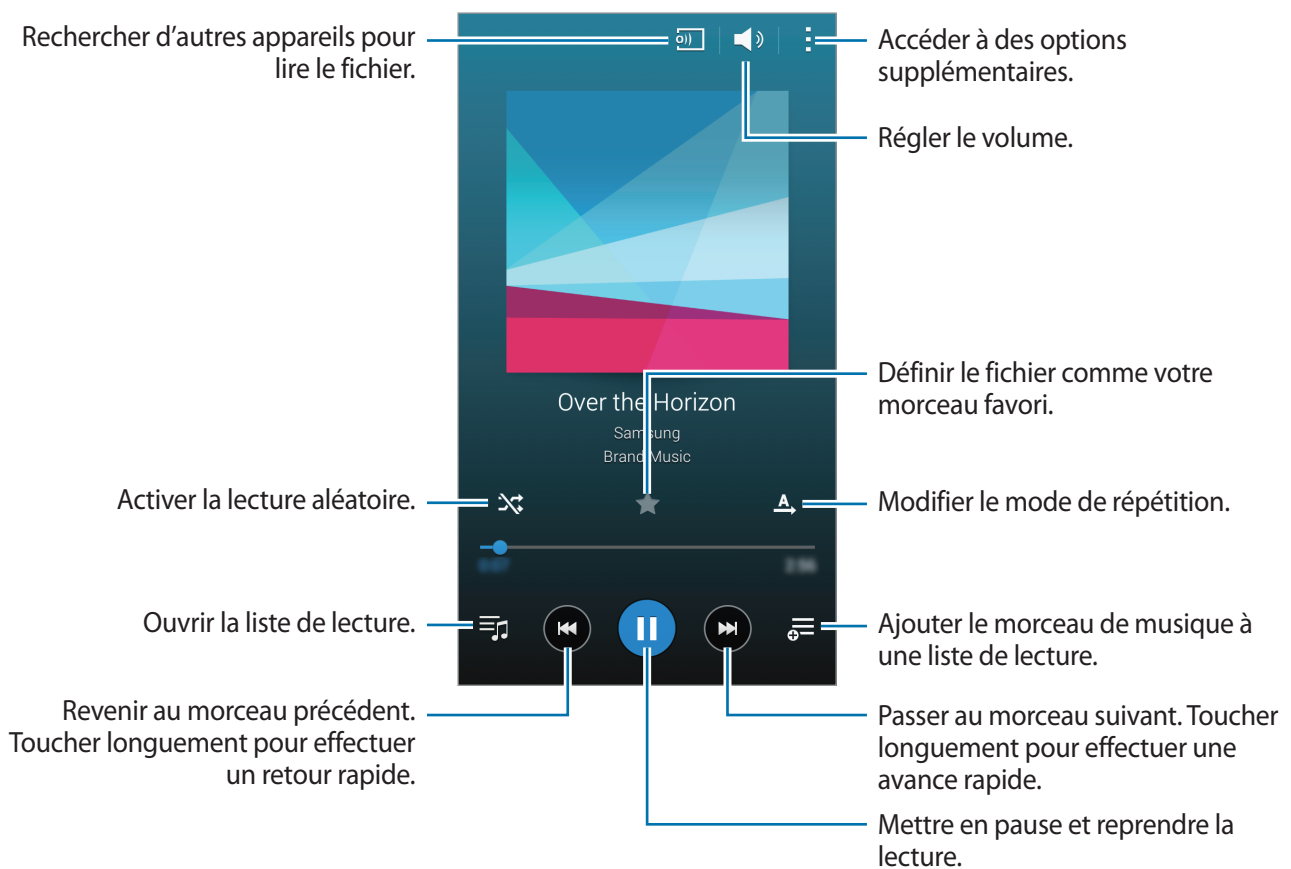 Rechercher d'autres appareils pour
lire le fichier.
Accéder à des options
supplémentaires.
Régler le volume.
Définir le fichier comme votre
morceau favori.
Over the Horizon
Samsung
Brand Music
Activer la lecture aléatoire.
A
Modifier le mode de répétition.
0:07
2:56
Ouvrir la liste de lecture.
Ajouter le morceau de musique à
une liste de lecture.
Revenir au morceau précédent.
Toucher longuement pour effectuer
un retour rapide.
Passer au morceau suivant. Toucher
longuement pour effectuer une
avance rapide.
Mettre en pause et reprendre la
lecture.